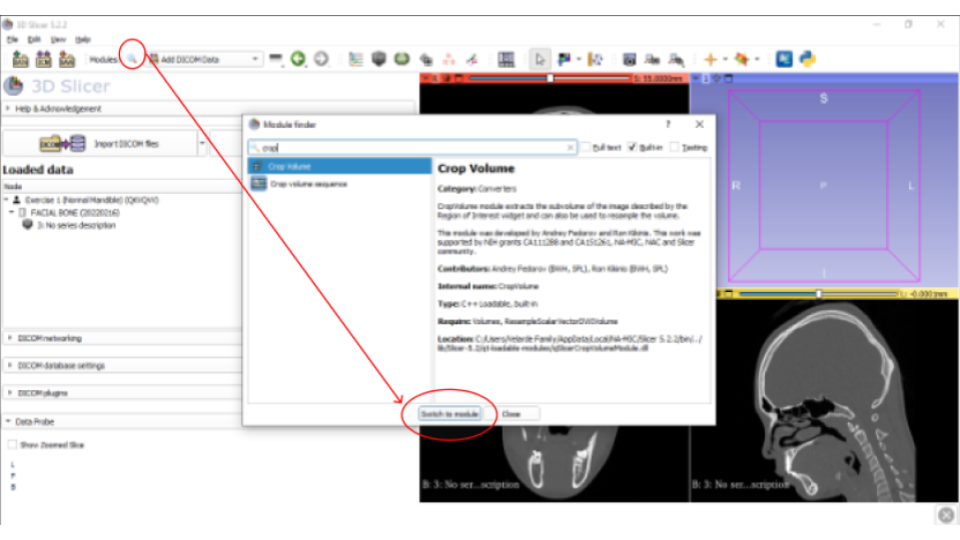 3D Slicer 5.2.2
File Edit View Help
DATA DCM SAVE Modules: Add DICOM Data
3D Slicer
Help & Acknowledgement
DCOM Import DICOM files
Loaded data
Node
Exercise 1 (Normal Mandible) (QKVQVV)
FACIAL BONE (20220216)
3: No series description
DICOM networking
DICOM database settings
DICOM plugins
Data Probe
Show Zoomed Slice
L
F
B
Module finder ? X
crop Full text Built-in Testing
Crop Volume
Crop volume sequence
Crop Volume
Category: Converters
CropVolume module extracts the subvolume of the image described by the
Region of Interest widget and can also be used to resample the volume.
This module was developed by Andrey Fedorov and Ron Kikinis. This work was
supported by NIH grants CA111288 and CA151261, NA-MIC, NAC and Slicer
community.
Contributors: Andrey Fedorov (BWH, SPL), Ron Kikinis (BWH, SPL)
Internal name: CropVolume
Type: C++ Loadable, built-in
Require: Volumes, ResampleScalarVectorDWIVolume
Location: C:/Users/Velarde Family/AppData/Local/NA-MIC/Slicer 5.2.2/bin/../
lib/Slicer-5.2/qt-loadable-modules/qSlicerCropVolumeModule.dll
Switch to module Close
R S: 55.0000mm
1
S
R P L
I
L: -0.000mm
B: 3: No ser...scription
B: 3: No ser...scription